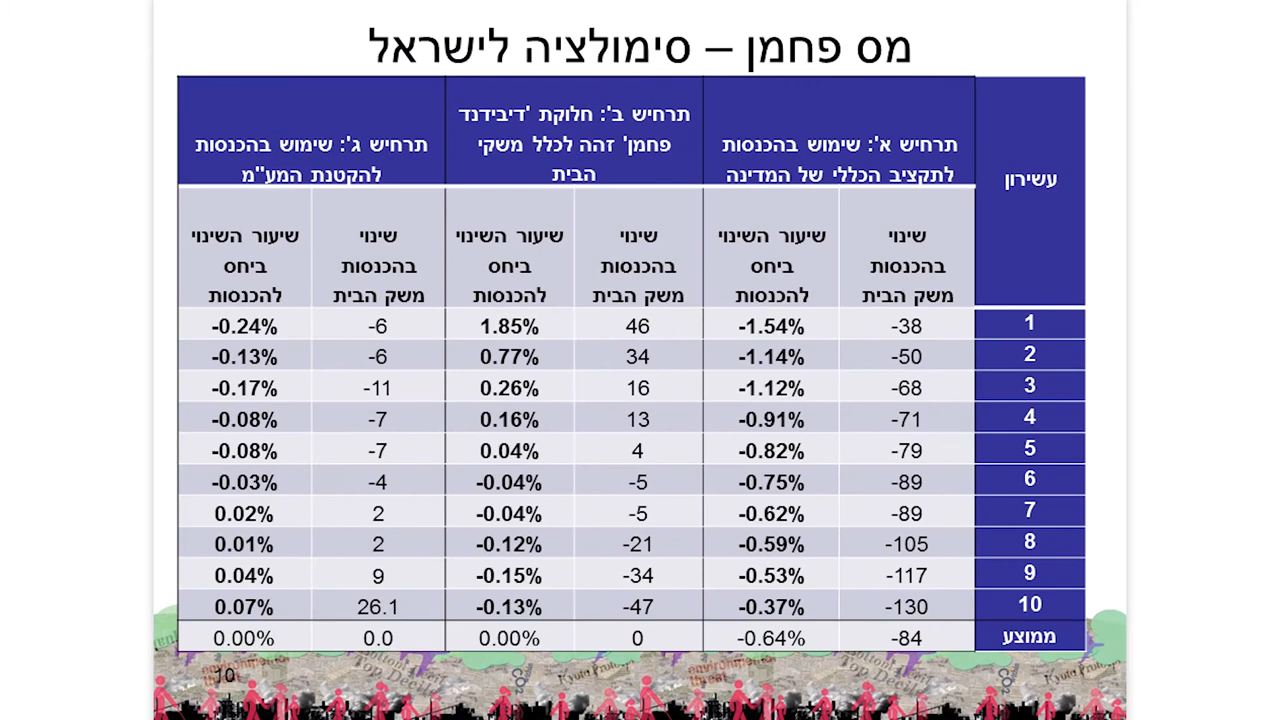 מס פחמן – סימולציה לישראל
עשירון
תרחיש א': שימוש בהכנסות
לתקציב הכללי של המדינה
תרחיש ב': חלוקת 'דיבידנד
פחמן' זהה לכלל משקי
הבית
תרחיש ג': שימוש בהכנסות
להקטנת המע"מ
שינוי
בהכנסות
משק הבית
שיעור השינוי
ביחס
להכנסות
שינוי
בהכנסות
משק הבית
שיעור השינוי
ביחס
להכנסות
שינוי
בהכנסות
משק הבית
שיעור השינוי
ביחס
להכנסות
1 -38 -1.54% 46 1.85% -6 -0.24%
2 -50 -1.14% 34 0.77% -6 -0.13%
3 -68 -1.12% 16 0.26% -11 -0.17%
4 -71 -0.91% 13 0.16% -7 -0.08%
5 -79 -0.82% 4 0.04% -7 -0.08%
6 -89 -0.75% -5 -0.04% -4 -0.03%
7 -89 -0.62% -5 -0.04% 2 0.02%
8 -105 -0.59% -21 -0.12% 2 0.01%
9 -117 -0.53% -34 -0.15% 9 0.04%
10 -130 -0.37% -47 -0.13% 26.1 0.07%
ממוצע -84 -0.64% 0 0.00% 0.0 0.00%
10